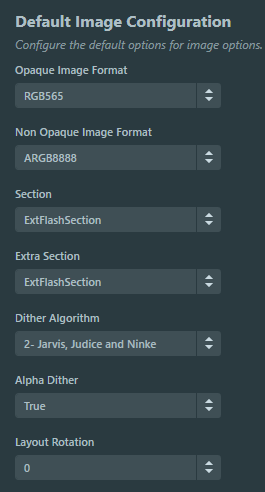 Default Image Configuration
Configure the default options for image options.
Opaque Image Format
RGB565
Non Opaque Image Format
ARGB8888
Section
ExtFlashSection
Extra Section
ExtFlashSection
Dither Algorithm
2- Jarvis, Judice and Ninke
Alpha Dither
True
Layout Rotation
0